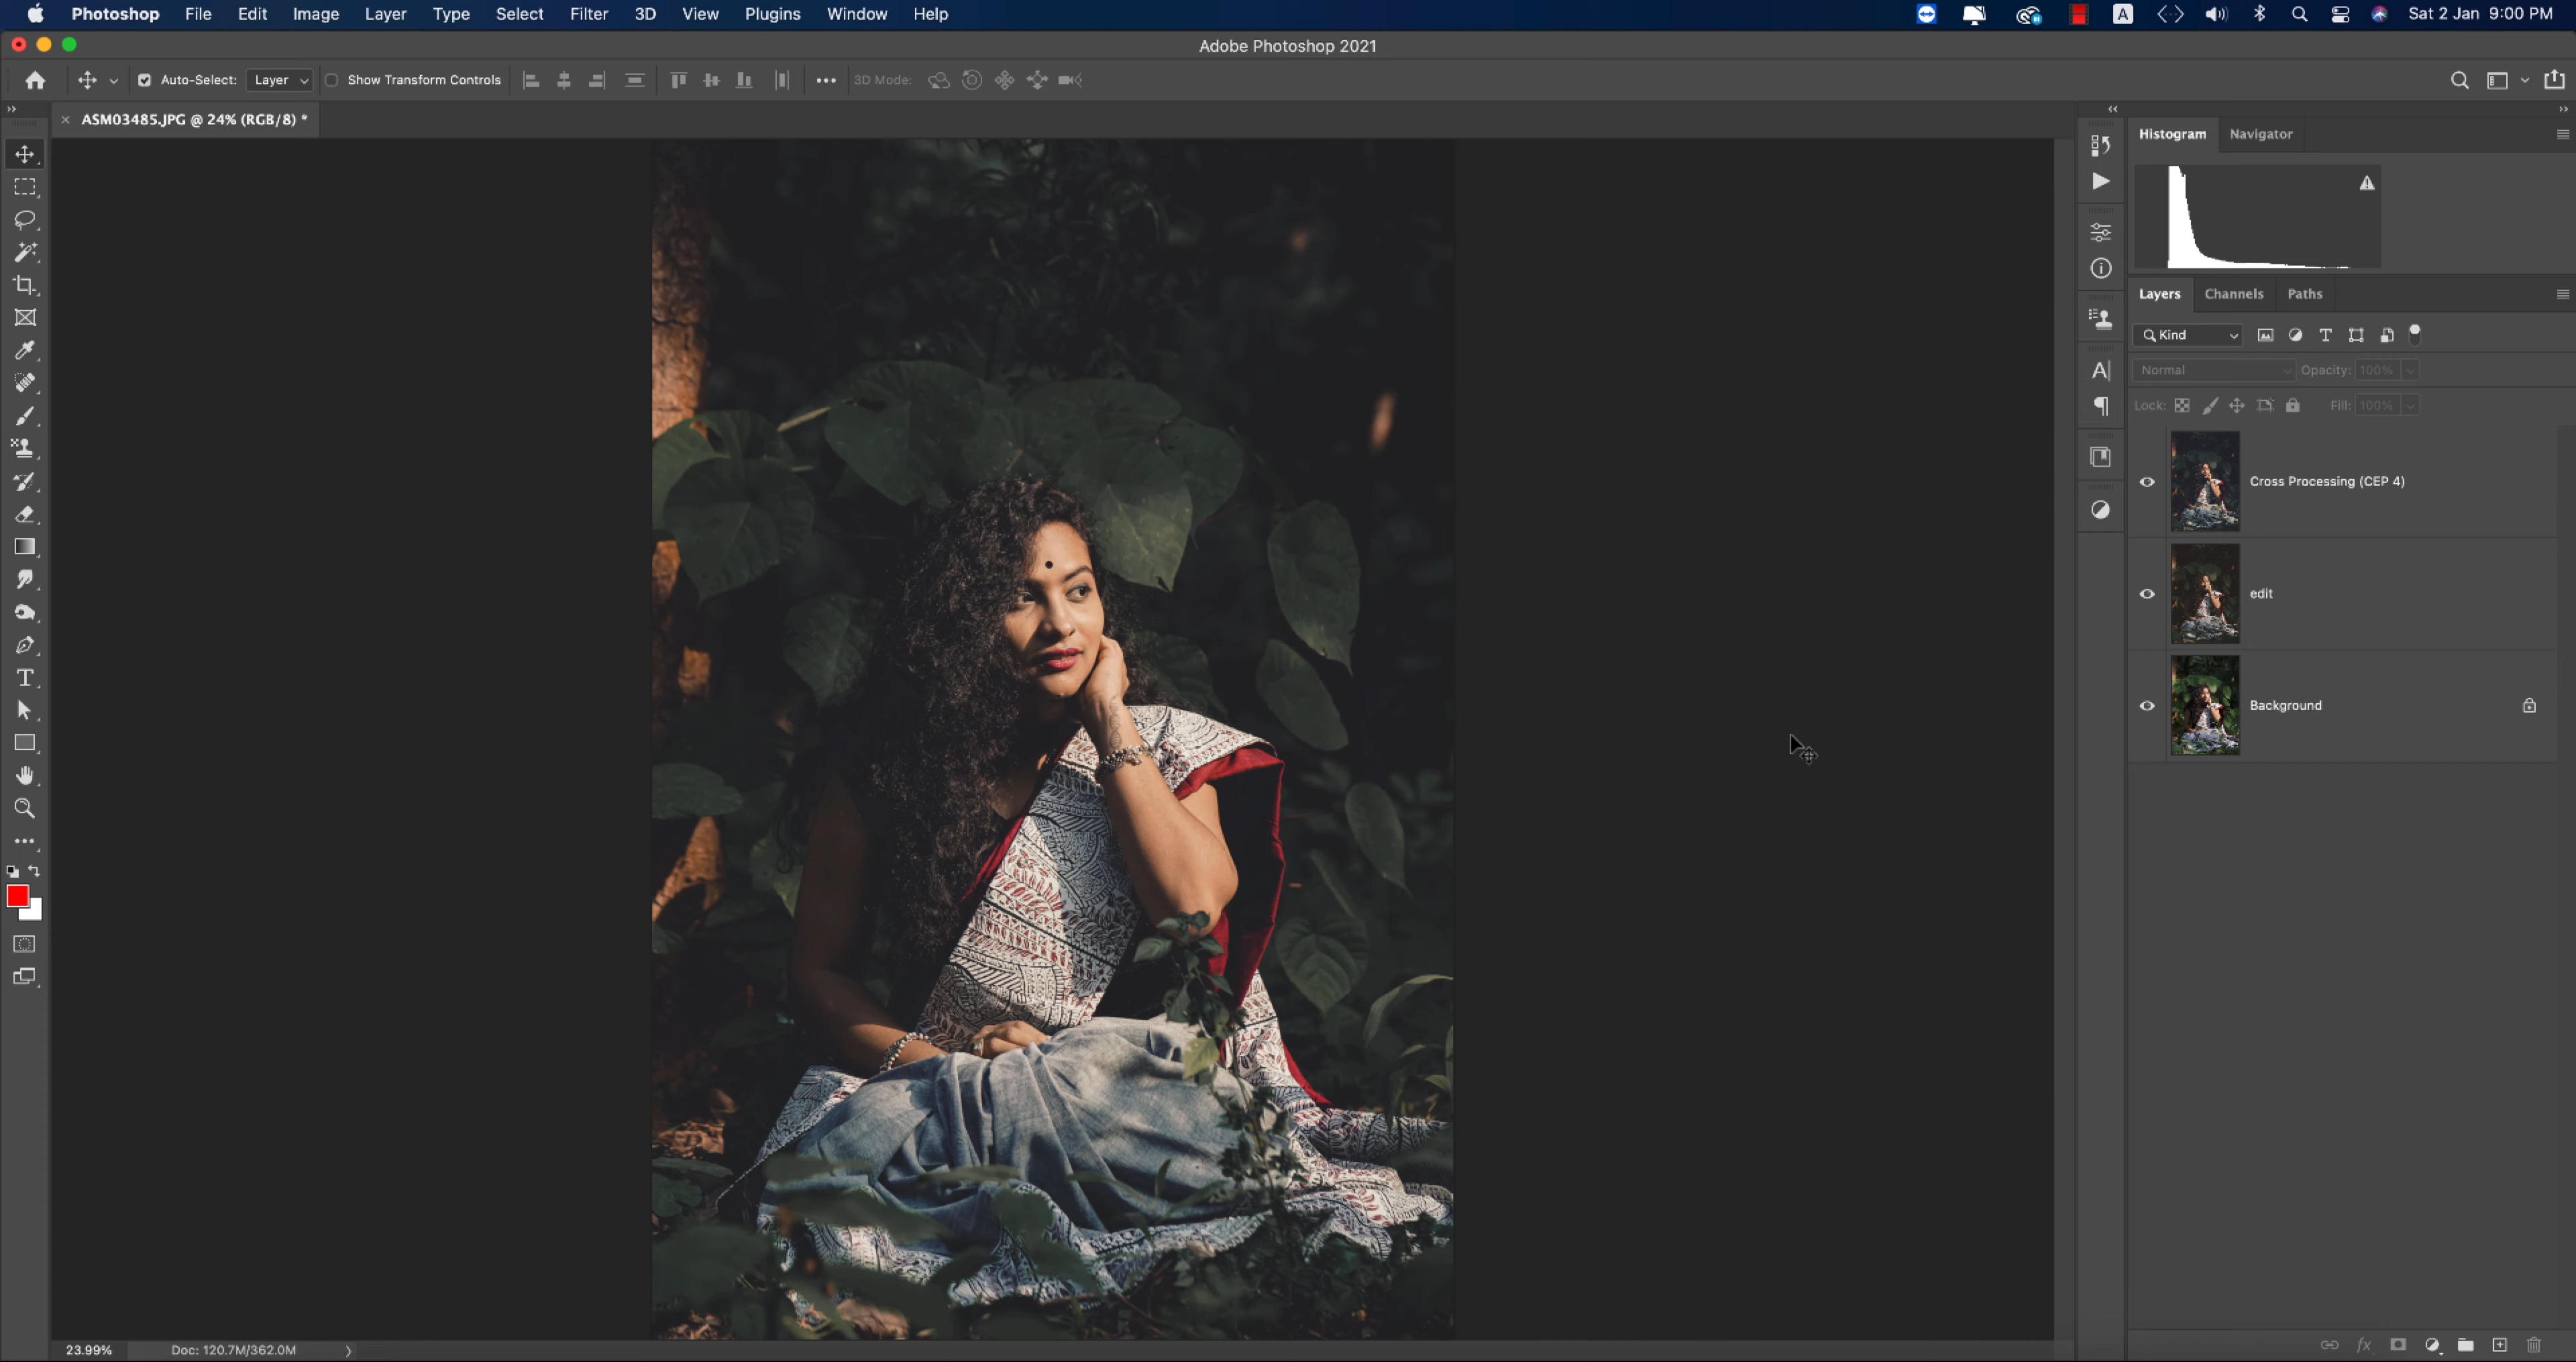 Photoshop File Edit Image Layer Type Select Filter 3D View Plugins Window Help A Sat 2 Jan 9:00 PM
Adobe Photoshop 2021
Auto-Select: Layer Show Transform Controls 3D Mode:
ASM03485.JPG @ 24% (RGB/8) *
Histogram Navigator
Layers Channels Paths
Kind
Normal Opacity: 100%
Lock: Fill: 100%
Cross Processing (CEP 4)
edit
Background
23.99% Doc: 120.7M/362.0M
fx